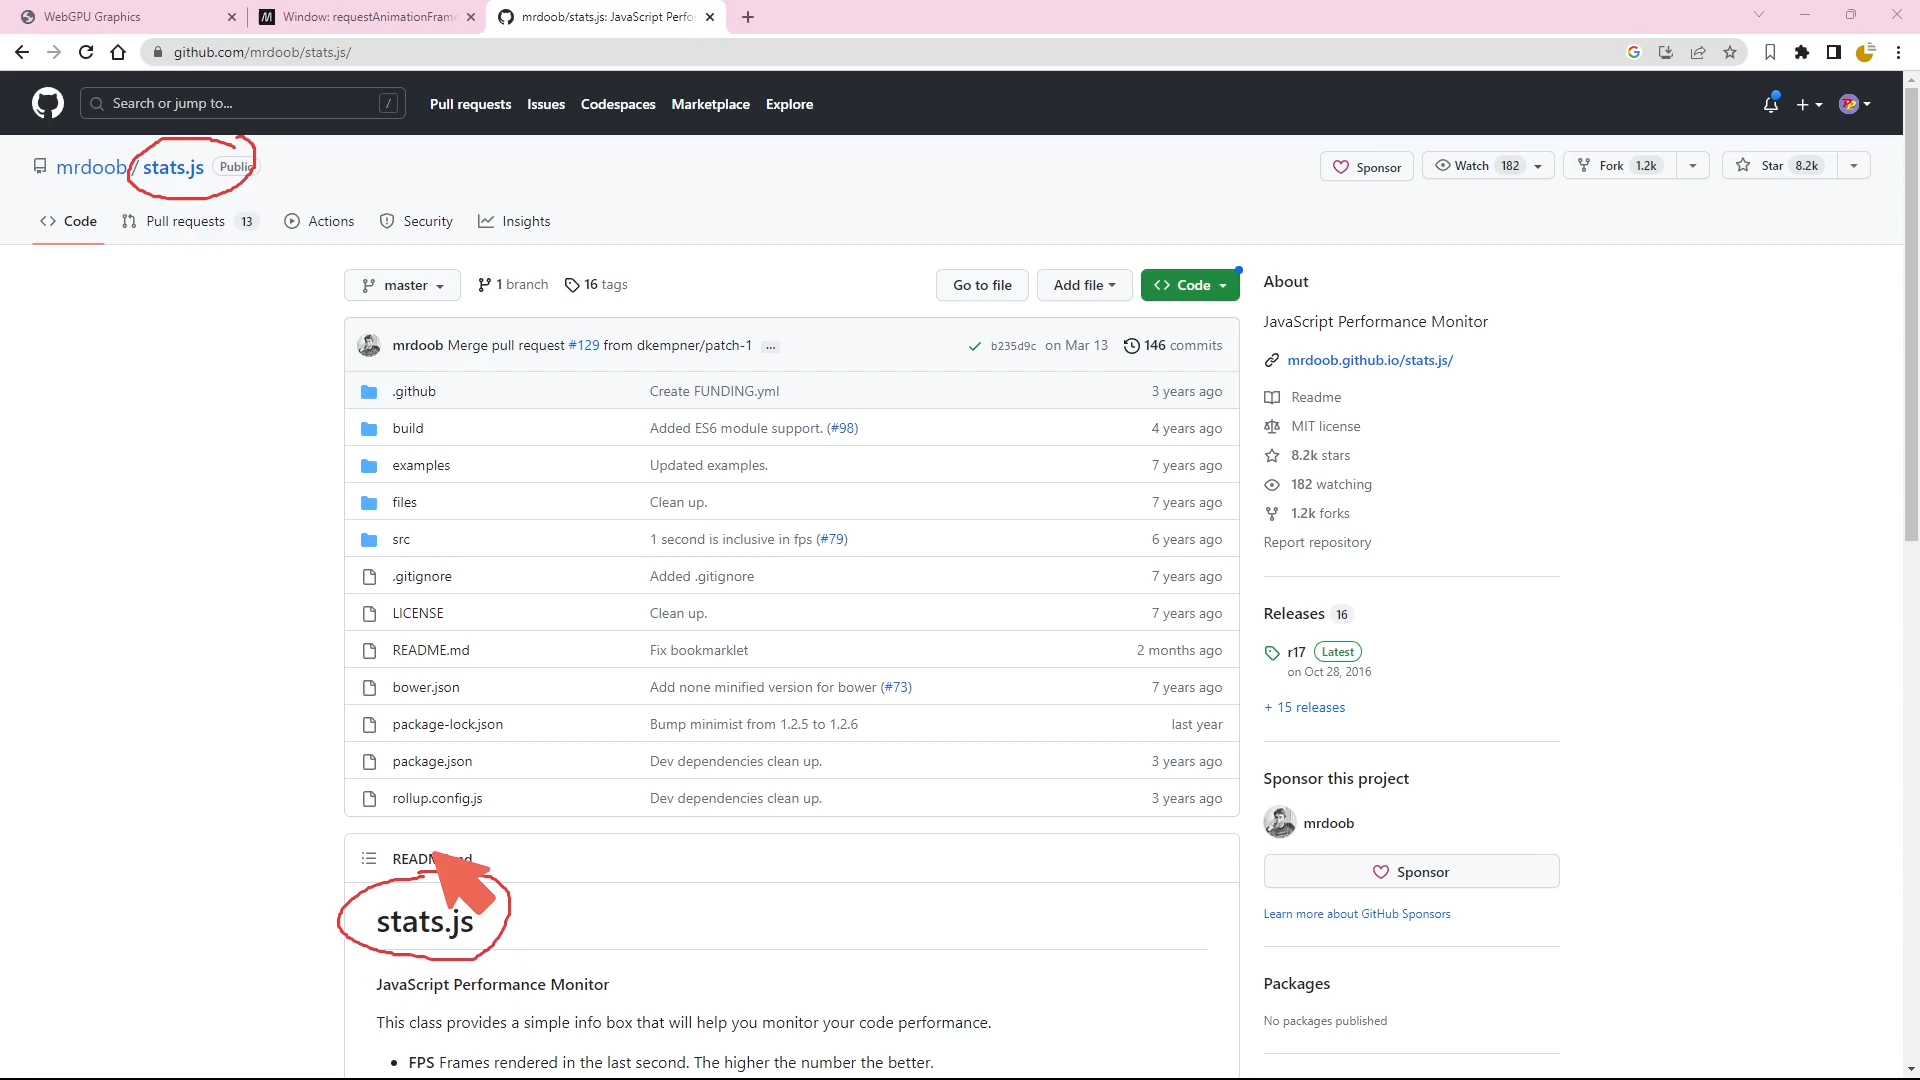 WebGPU Graphics
Window: requestAnimationFrame
mrdoob/stats.js: JavaScript Perfo
github.com/mrdoob/stats.js/
Search or jump to...
/
Pull requests
Issues
Codespaces
Marketplace
Explore
mrdoob/stats.js
Public
Sponsor
Watch 182
Fork 1.2k
Star 8.2k
Code
Pull requests 13
Actions
Security
Insights
master
1 branch
16 tags
Go to file
Add file
Code
mrdoob Merge pull request #129 from dkempner/patch-1 ...
b235d9c on Mar 13
146 commits
.github Create FUNDING.yml 3 years ago
build Added ES6 module support. (#98) 4 years ago
examples Updated examples. 7 years ago
files Clean up. 7 years ago
src 1 second is inclusive in fps (#79) 6 years ago
.gitignore Added .gitignore 7 years ago
LICENSE Clean up. 7 years ago
README.md Fix bookmarklet 2 months ago
bower.json Add none minified version for bower (#73) 7 years ago
package-lock.json Bump minimist from 1.2.5 to 1.2.6 last year
package.json Dev dependencies clean up. 3 years ago
rollup.config.js Dev dependencies clean up. 3 years ago
stats.js
JavaScript Performance Monitor
This class provides a simple info box that will help you monitor your code performance.
• FPS Frames rendered in the last second. The higher the number the better.
About
JavaScript Performance Monitor
mrdoob.github.io/stats.js/
Readme
MIT license
8.2k stars
182 watching
1.2k forks
Report repository
Releases 16
r17 Latest
on Oct 28, 2016
+ 15 releases
Sponsor this project
mrdoob
Sponsor
Learn more about GitHub Sponsors
Packages
No packages published